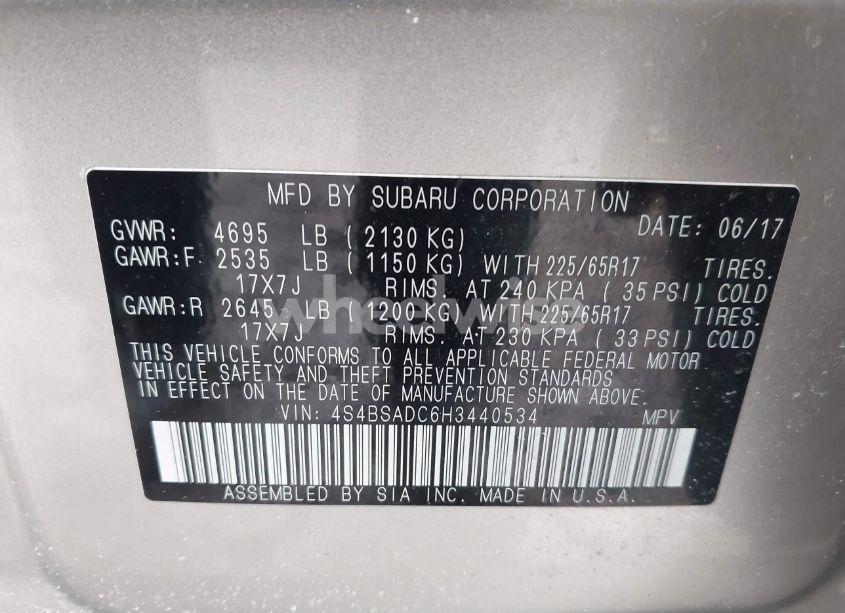 MFD BY SUBARU CORPORATION
GVWR: 4695 LB ( 2130 KG) DATE: 06/17
GAWR:F 2535 LB ( 1150 KG) WITH 225/65R17 TIRES.
17X7J RIMS. AT 240 KPA ( 35 PSI) COLD
GAWR:R 2645 LB ( 1200 KG) WITH 225/65R17 TIRES.
17X7J RIMS. AT 230 KPA ( 33 PSI) COLD
THIS VEHICLE CONFORMS TO ALL APPLICABLE FEDERAL MOTOR
VEHICLE SAFETY AND THEFT PREVENTION STANDARDS
IN EFFECT ON THE DATE OF MANUFACTURE SHOWN ABOVE.
VIN: 4S4BSADC6H3440534 MPV
ASSEMBLED BY SIA INC. MADE IN U.S.A.